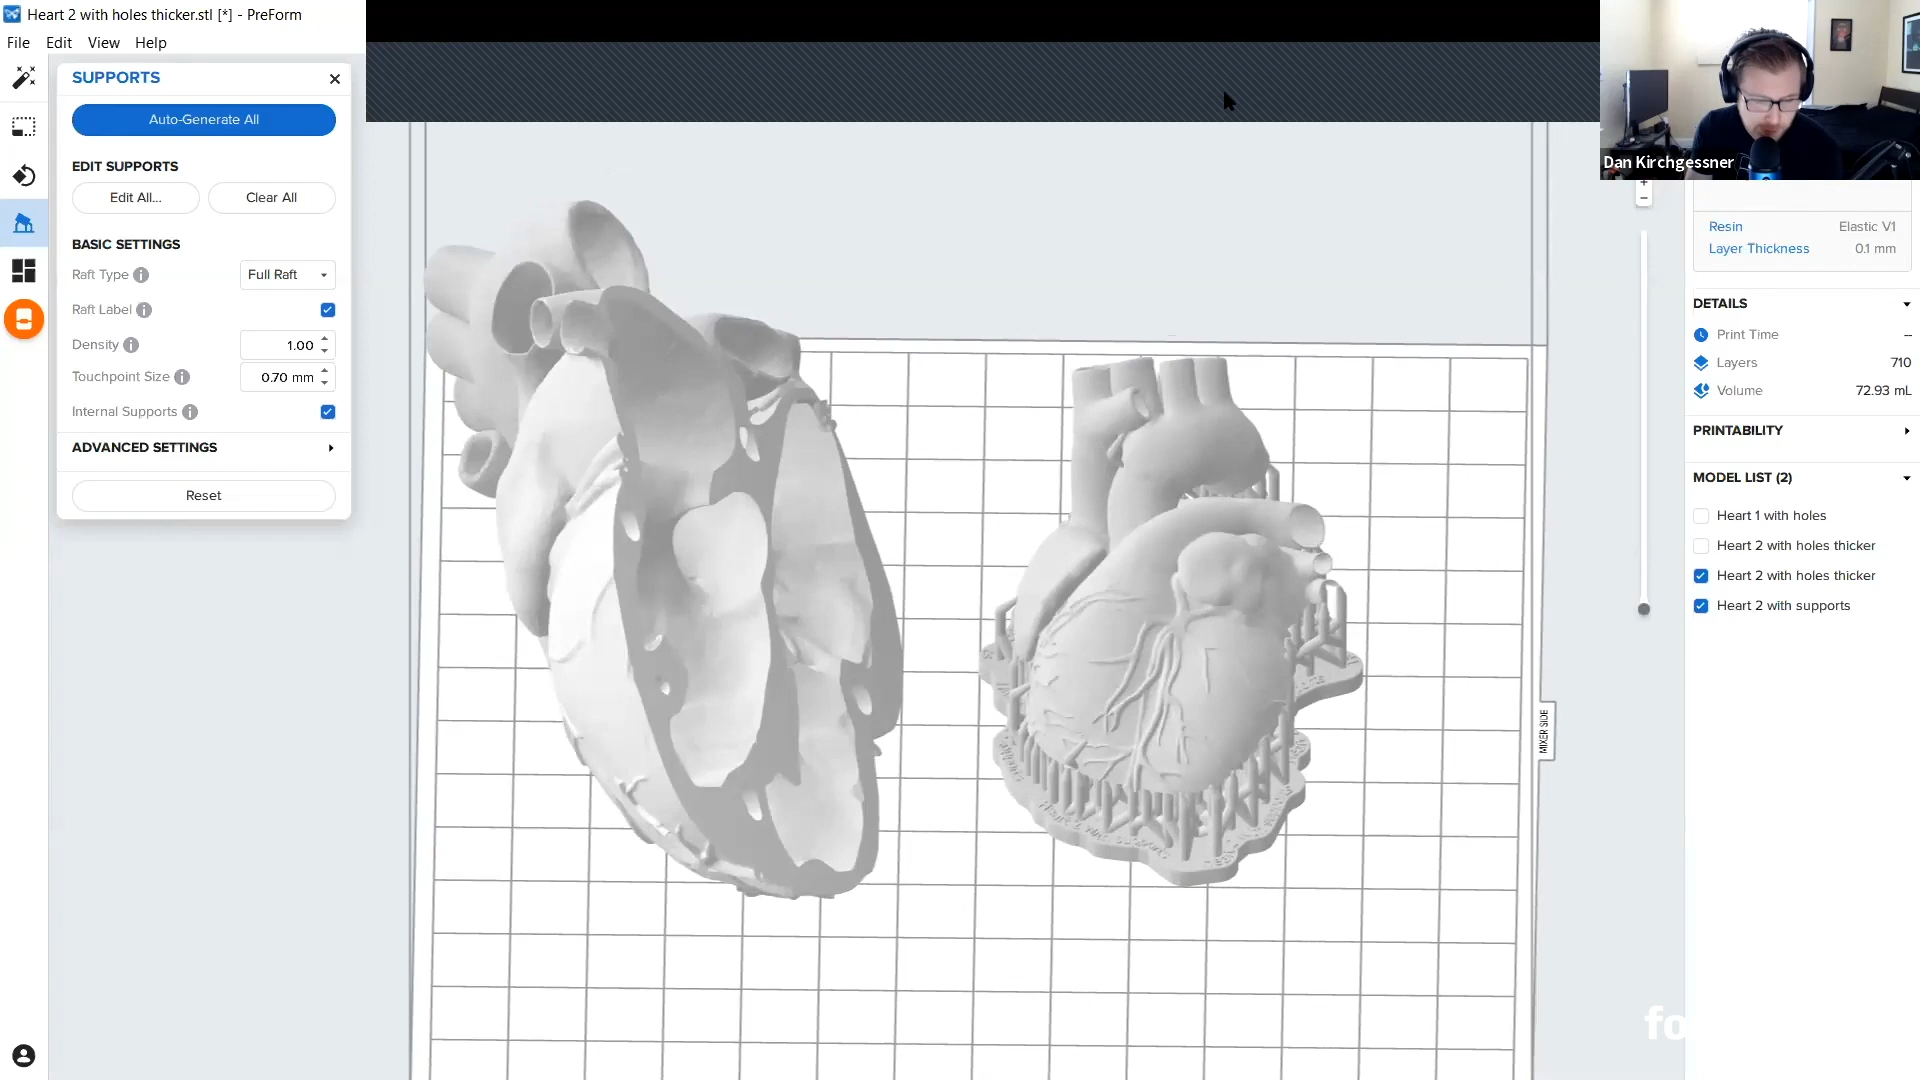 Heart 2 with holes thicker.stl [*] - PreForm
File Edit View Help
SUPPORTS
Auto-Generate All
EDIT SUPPORTS
Edit All...
Clear All
BASIC SETTINGS
Raft Type
Full Raft
Raft Label
Density
1.00
Touchpoint Size
0.70 mm
Internal Supports
ADVANCED SETTINGS
Reset
MIXER SIDE
Dan Kirchgessner
Resin
Elastic V1
Layer Thickness
0.1 mm
DETAILS
Print Time
--
Layers
710
Volume
72.93 mL
PRINTABILITY
MODEL LIST (2)
Heart 1 with holes
Heart 2 with holes thicker
Heart 2 with holes thicker
Heart 2 with supports
fo